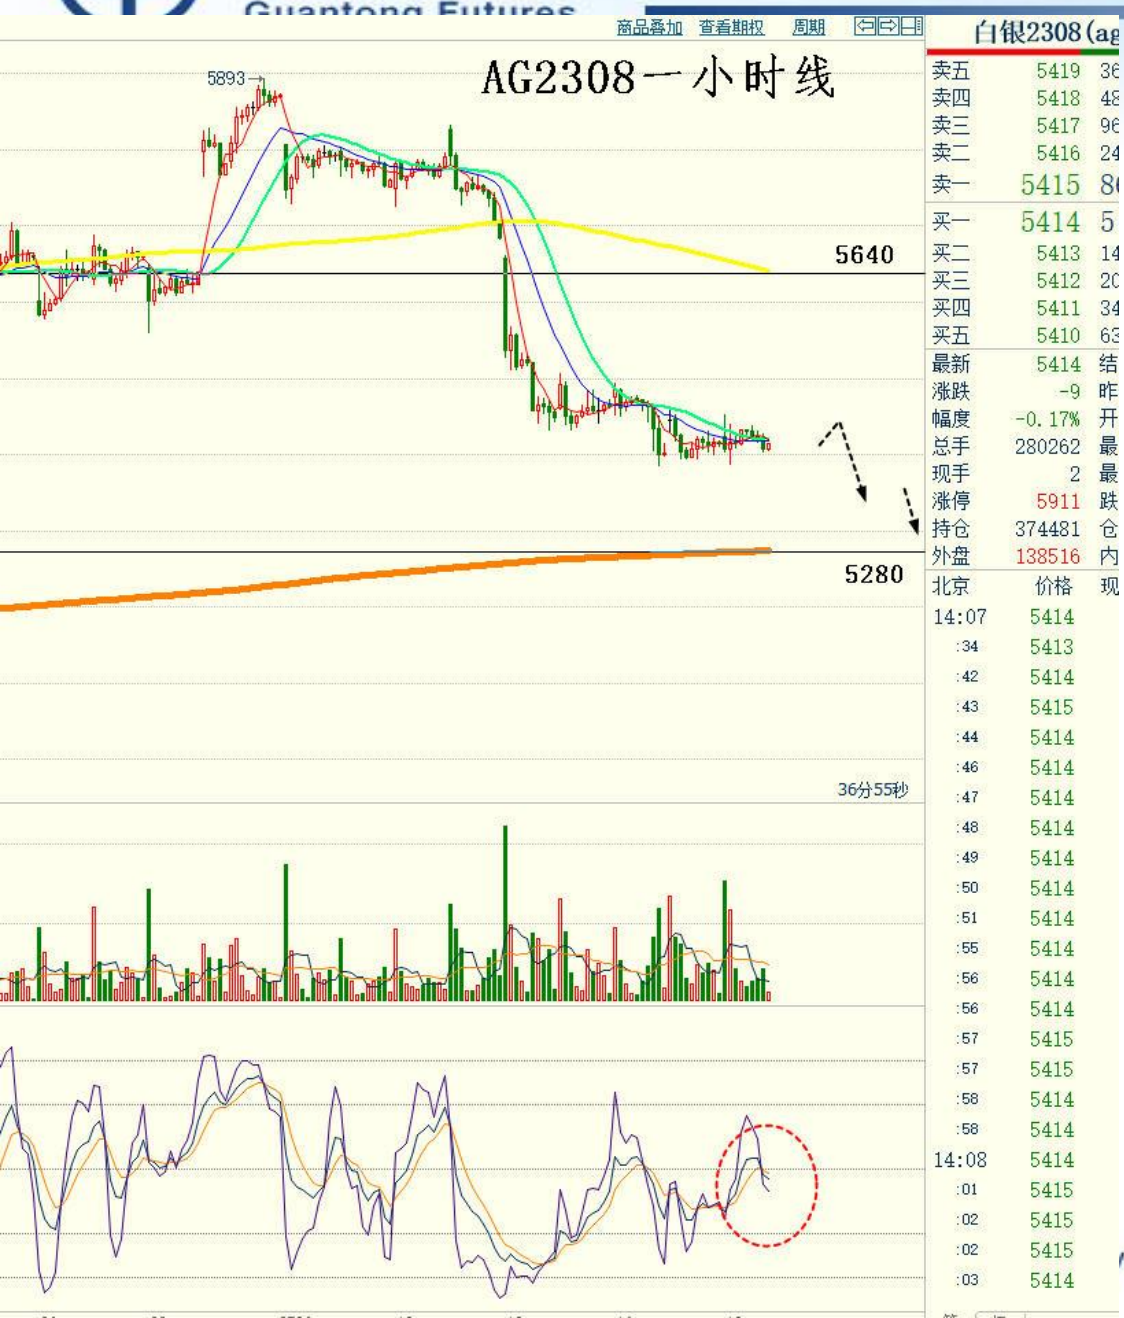 Guantong Futures
商品叠加 查看期权 周期
白银2308(ag
5893
AG2308一小时线
卖五 5419 36
卖四 5418 48
卖三 5417 96
卖二 5416 24
卖一 5415
买一 5414 5
买二 5413 14
买三 5412 20
买四 5411 34
买五 5410 63
5640
最新 5414 结
涨跌 -9 昨
幅度 -0.17% 开
总手 280262 最
现手 2 最
涨停 5911 跌
持仓 374481 仓
外盘 138516 内
5280
北京 价格 现
14:07 5414
:34 5413
:42 5414
:43 5415
:44 5414
:46 5414
:47 5414
:48 5414
:49 5414
:50 5414
:51 5414
:55 5414
:56 5414
:56 5414
:57 5415
:57 5415
:58 5414
:58 5414
14:08 5414
:01 5415
:02 5415
:02 5415
:03 5414
36分55秒